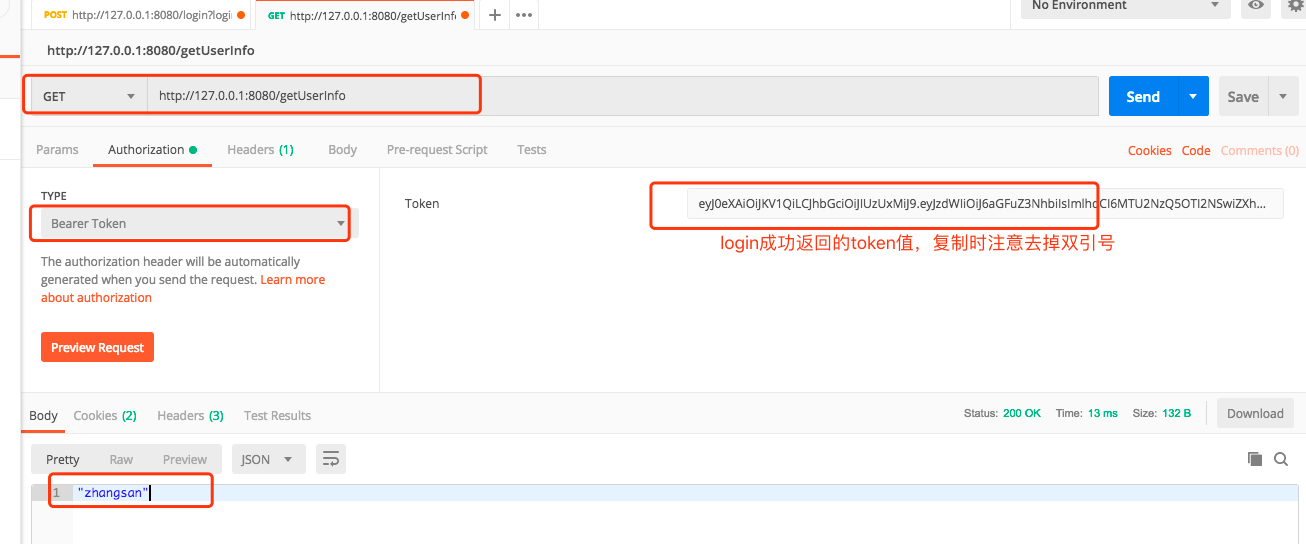 POST http://127.0.0.1:8080/login?logi
GET http://127.0.0.1:8080/getUserInfo
No Environment
http://127.0.0.1:8080/getUserInfo
GET http://127.0.0.1:8080/getUserInfo Send Save
Params Authorization Headers (1) Body Pre-request Script Tests Cookies Code Comments (0)
TYPE
Bearer Token
The authorization header will be automatically
generated when you send the request. Learn more
about authorization
Preview Request
Token eyJ0eXAiOiJKV1QiLCJhbGciOiJIUzUxMiJ9.eyJzdWIiOiJ6aGFuZ3NhbiIsImlhdCI6MTU2NzQ5OTI2NSwiZXh...
login成功返回的token值，复制时注意去掉双引号
Body Cookies (2) Headers (3) Test Results Status: 200 OK Time: 13 ms Size: 132 B Download
Pretty Raw Preview JSON
1 "zhangsan"